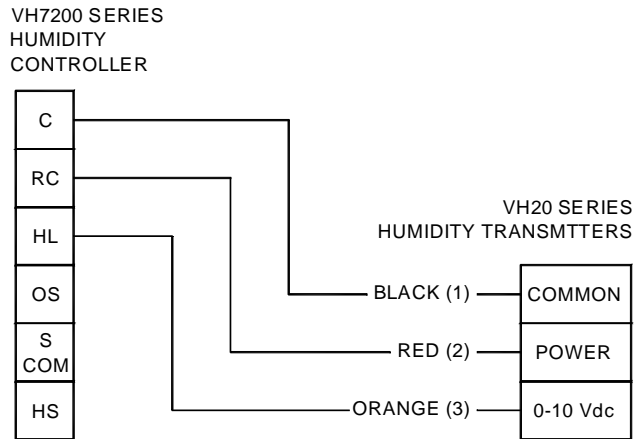 VH7200 SERIES
HUMIDITY
CONTROLLER
C
RC
HL
OS
S
COM
HS
VH20 SERIES
HUMIDITY TRANSMTTERS
BLACK (1)
COMMON
RED (2)
POWER
ORANGE (3)
0-10 Vdc